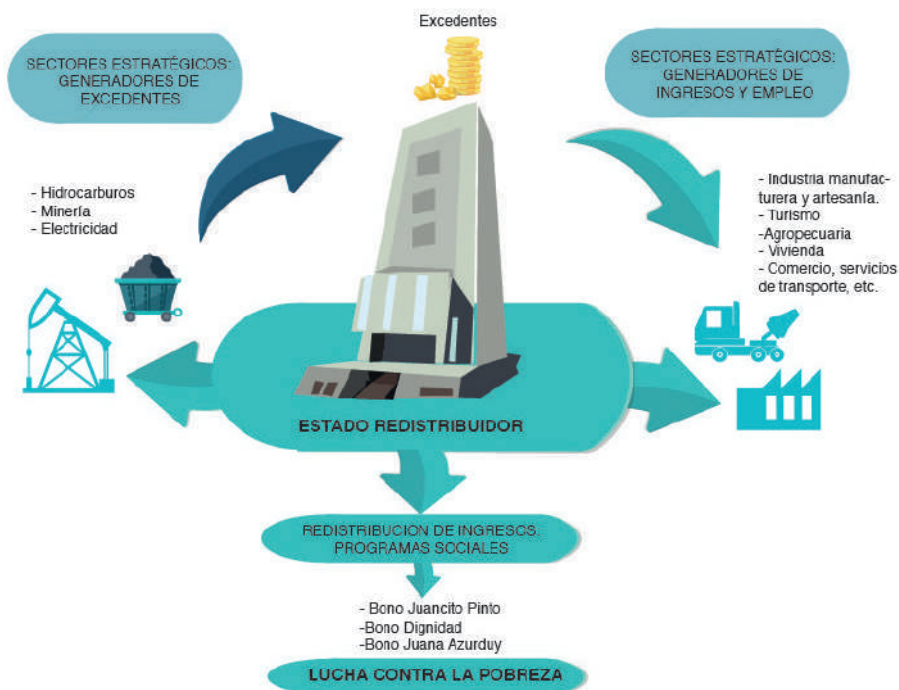 Excedentes
SECTORES ESTRATÉGICOS:
GENERADORES DE
EXCEDENTES
- Hidrocarburos
- Minería
- Electricidad
SECTORES ESTRATÉGICOS:
GENERADORES DE
INGRESOS Y EMPLEO
- Industria manufac-
turera y artesanía.
- Turismo
-Agropecuaria
- Vivienda
- Comercio, servicios
de transporte, etc.
ESTADO REDISTRIBUIDOR
REDISTRIBUCION DE INGRESOS.
PROGRAMAS SOCIALES
- Bono Juancito Pinto
-Bono Dignidad
-Bono Juana Azurduy
LUCHA CONTRA LA POBREZA